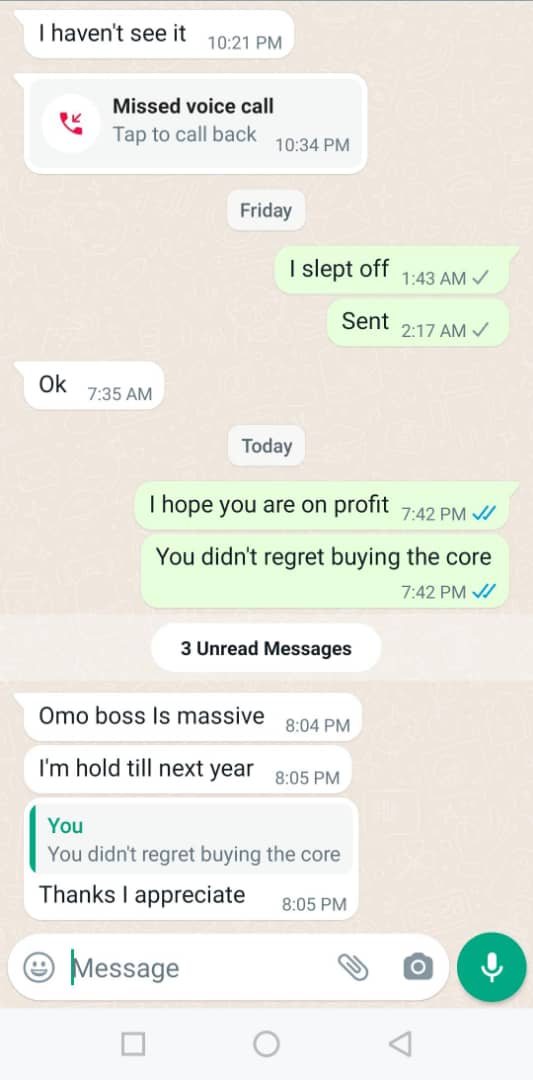 I haven't see it 10:21 PM
Missed voice call
Tap to call back 10:34 PM
Friday
I slept off 1:43 AM
Sent 2:17 AM
Ok 7:35 AM
Today
I hope you are on profit 7:42 PM
You didn't regret buying the core
7:42 PM
3 Unread Messages
Omo boss Is massive 8:04 PM
I'm hold till next year 8:05 PM
You
You didn't regret buying the core
Thanks I appreciate 8:05 PM
Message